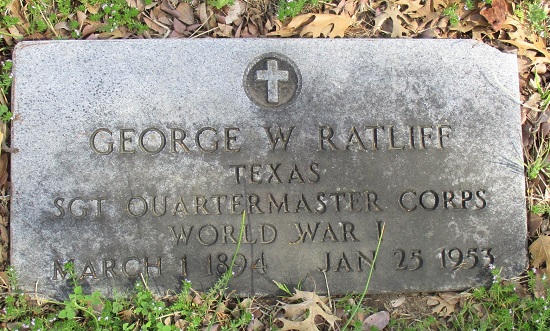 GEORGE W RATLIFF
TEXAS
SGT QUARTERMASTER CORPS
WORLD WAR I
MARCH 1 1894 JAN 25 1953